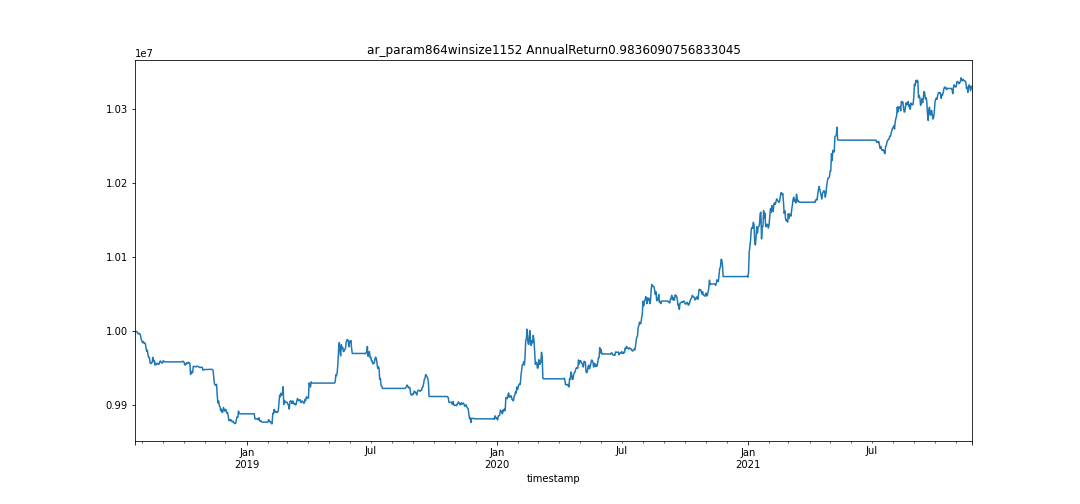 ar_param864winsize1152 AnnualReturn0.9836090756833045
1e7
1.03
1.02
1.01
1.00
0.99
Jan Jul Jan Jul Jan Jul
2019 2020 2021
timestamp